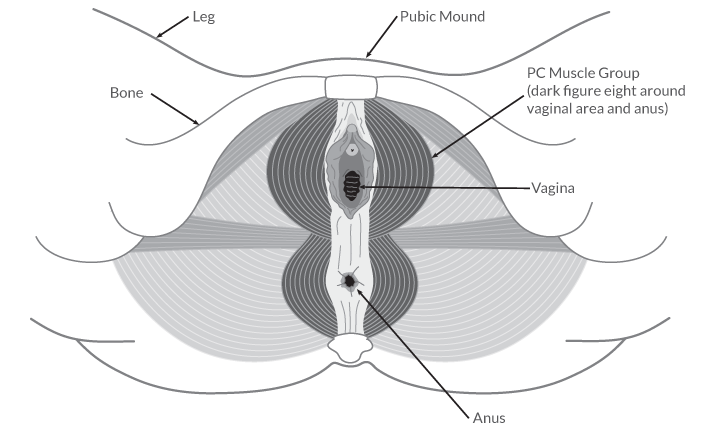 Leg
Pubic Mound
PC Muscle Group
(dark figure eight around
vaginal area and anus)
Bone
Vagina
Anus